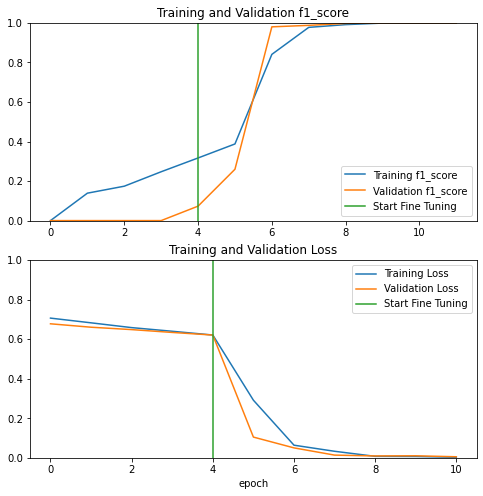 Training and Validation f1_score
1.0
0.8
0.6
0.4
0.2
0.0
Training f1_score
Validation f1_score
Start Fine Tuning
0 2 4 6 8 10
Training and Validation Loss
1.0
0.8
0.6
0.4
0.2
0.0
Training Loss
Validation Loss
Start Fine Tuning
0 2 4 6 8 10
epoch